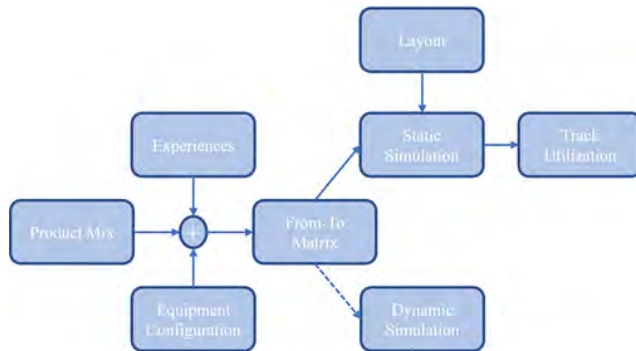 Layout
Experiences
Static
Simulation
Track
Utilization
Product Mix
+
From-To
Matrix
Equipment
Configuration
Dynamic
Simulation